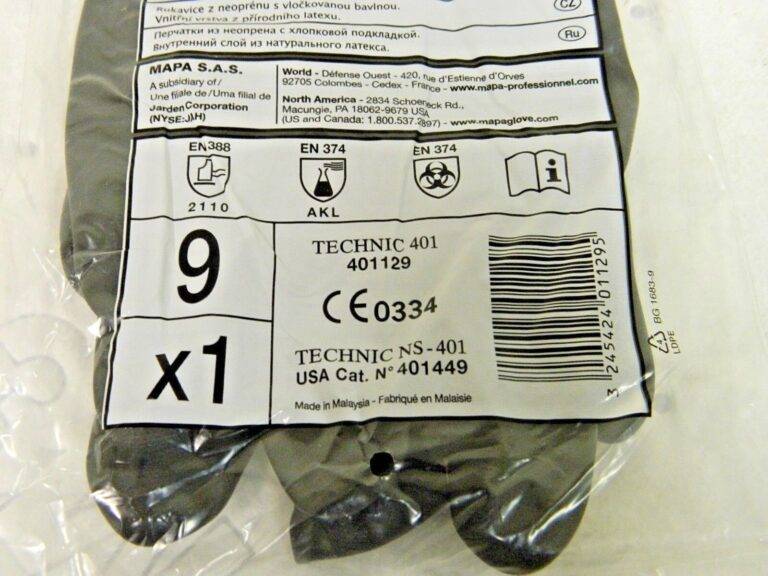 Rukavice z neoprénu s vločkovanou bavlnou.
Vnitřní vrstva z přírodního latexu.
CZ
Перчатки из неопрена с хлопковой подкладкой.
Внутренний слой из натурального латекса.
Ru
MAPA S.A.S.
A subsidiary of/
Une filiale de/Uma filial de
Jarden Corporation
(NYSE:JAH)
World - Défense Ouest - 420, rue d'Estienne d'Orves
92705 Colombes - Cedex - France - www.mapa-professionnel.com
North America - 2834 Schoeneck Rd.,
Macungie, PA 18062-9679 USA
(US and Canada: 1.800.537.2897) - www.mapaglove.com
EN 388
2110
EN 374
AKL
EN 374
i
9
x1
TECHNIC 401
401129
CE0334
TECHNIC NS-401
USA Cat. N° 401449
Made in Malaysia - Fabriqué en Malaisie
3 245424 011295
4
LDPE
BG 1683-9